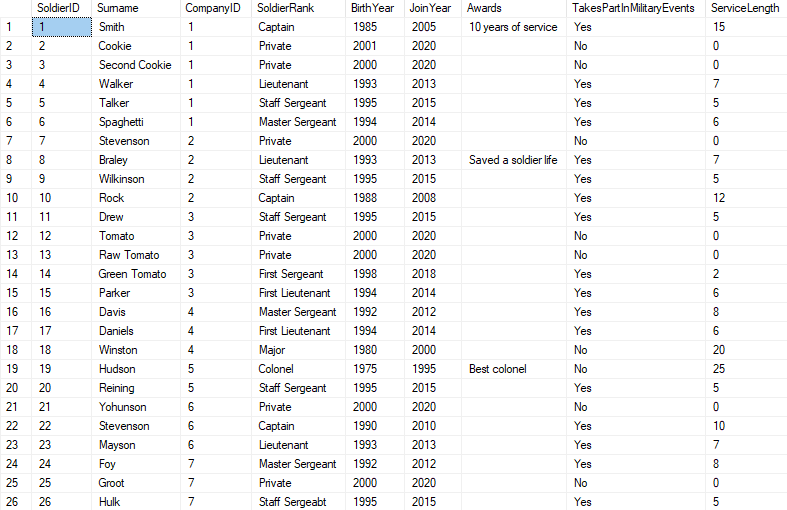 SoldierID Surname CompanyID SoldierRank BirthYear JoinYear Awards TakesPartInMilitaryEvents ServiceLength
1 1 Smith 1 Captain 1985 2005 10 years of service Yes 15
2 2 Cookie 1 Private 2001 2020 No 0
3 3 Second Cookie 1 Private 2000 2020 No 0
4 4 Walker 1 Lieutenant 1993 2013 Yes 7
5 5 Talker 1 Staff Sergeant 1995 2015 Yes 5
6 6 Spaghetti 1 Master Sergeant 1994 2014 Yes 6
7 7 Stevenson 2 Private 2000 2020 No 0
8 8 Braley 2 Lieutenant 1993 2013 Saved a soldier life Yes 7
9 9 Wilkinson 2 Staff Sergeant 1995 2015 Yes 5
10 10 Rock 2 Captain 1988 2008 Yes 12
11 11 Drew 3 Staff Sergeant 1995 2015 Yes 5
12 12 Tomato 3 Private 2000 2020 No 0
13 13 Raw Tomato 3 Private 2000 2020 No 0
14 14 Green Tomato 3 First Sergeant 1998 2018 Yes 2
15 15 Parker 3 First Lieutenant 1994 2014 Yes 6
16 16 Davis 4 Master Sergeant 1992 2012 Yes 8
17 17 Daniels 4 First Lieutenant 1994 2014 Yes 6
18 18 Winston 4 Major 1980 2000 No 20
19 19 Hudson 5 Colonel 1975 1995 Best colonel No 25
20 20 Reining 5 Staff Sergeant 1995 2015 Yes 5
21 21 Yohunson 6 Private 2000 2020 No 0
22 22 Stevenson 6 Captain 1990 2010 Yes 10
23 23 Mayson 6 Lieutenant 1993 2013 Yes 7
24 24 Foy 7 Master Sergeant 1992 2012 Yes 8
25 25 Groot 7 Private 2000 2020 No 0
26 26 Hulk 7 Staff Sergeabt 1995 2015 Yes 5